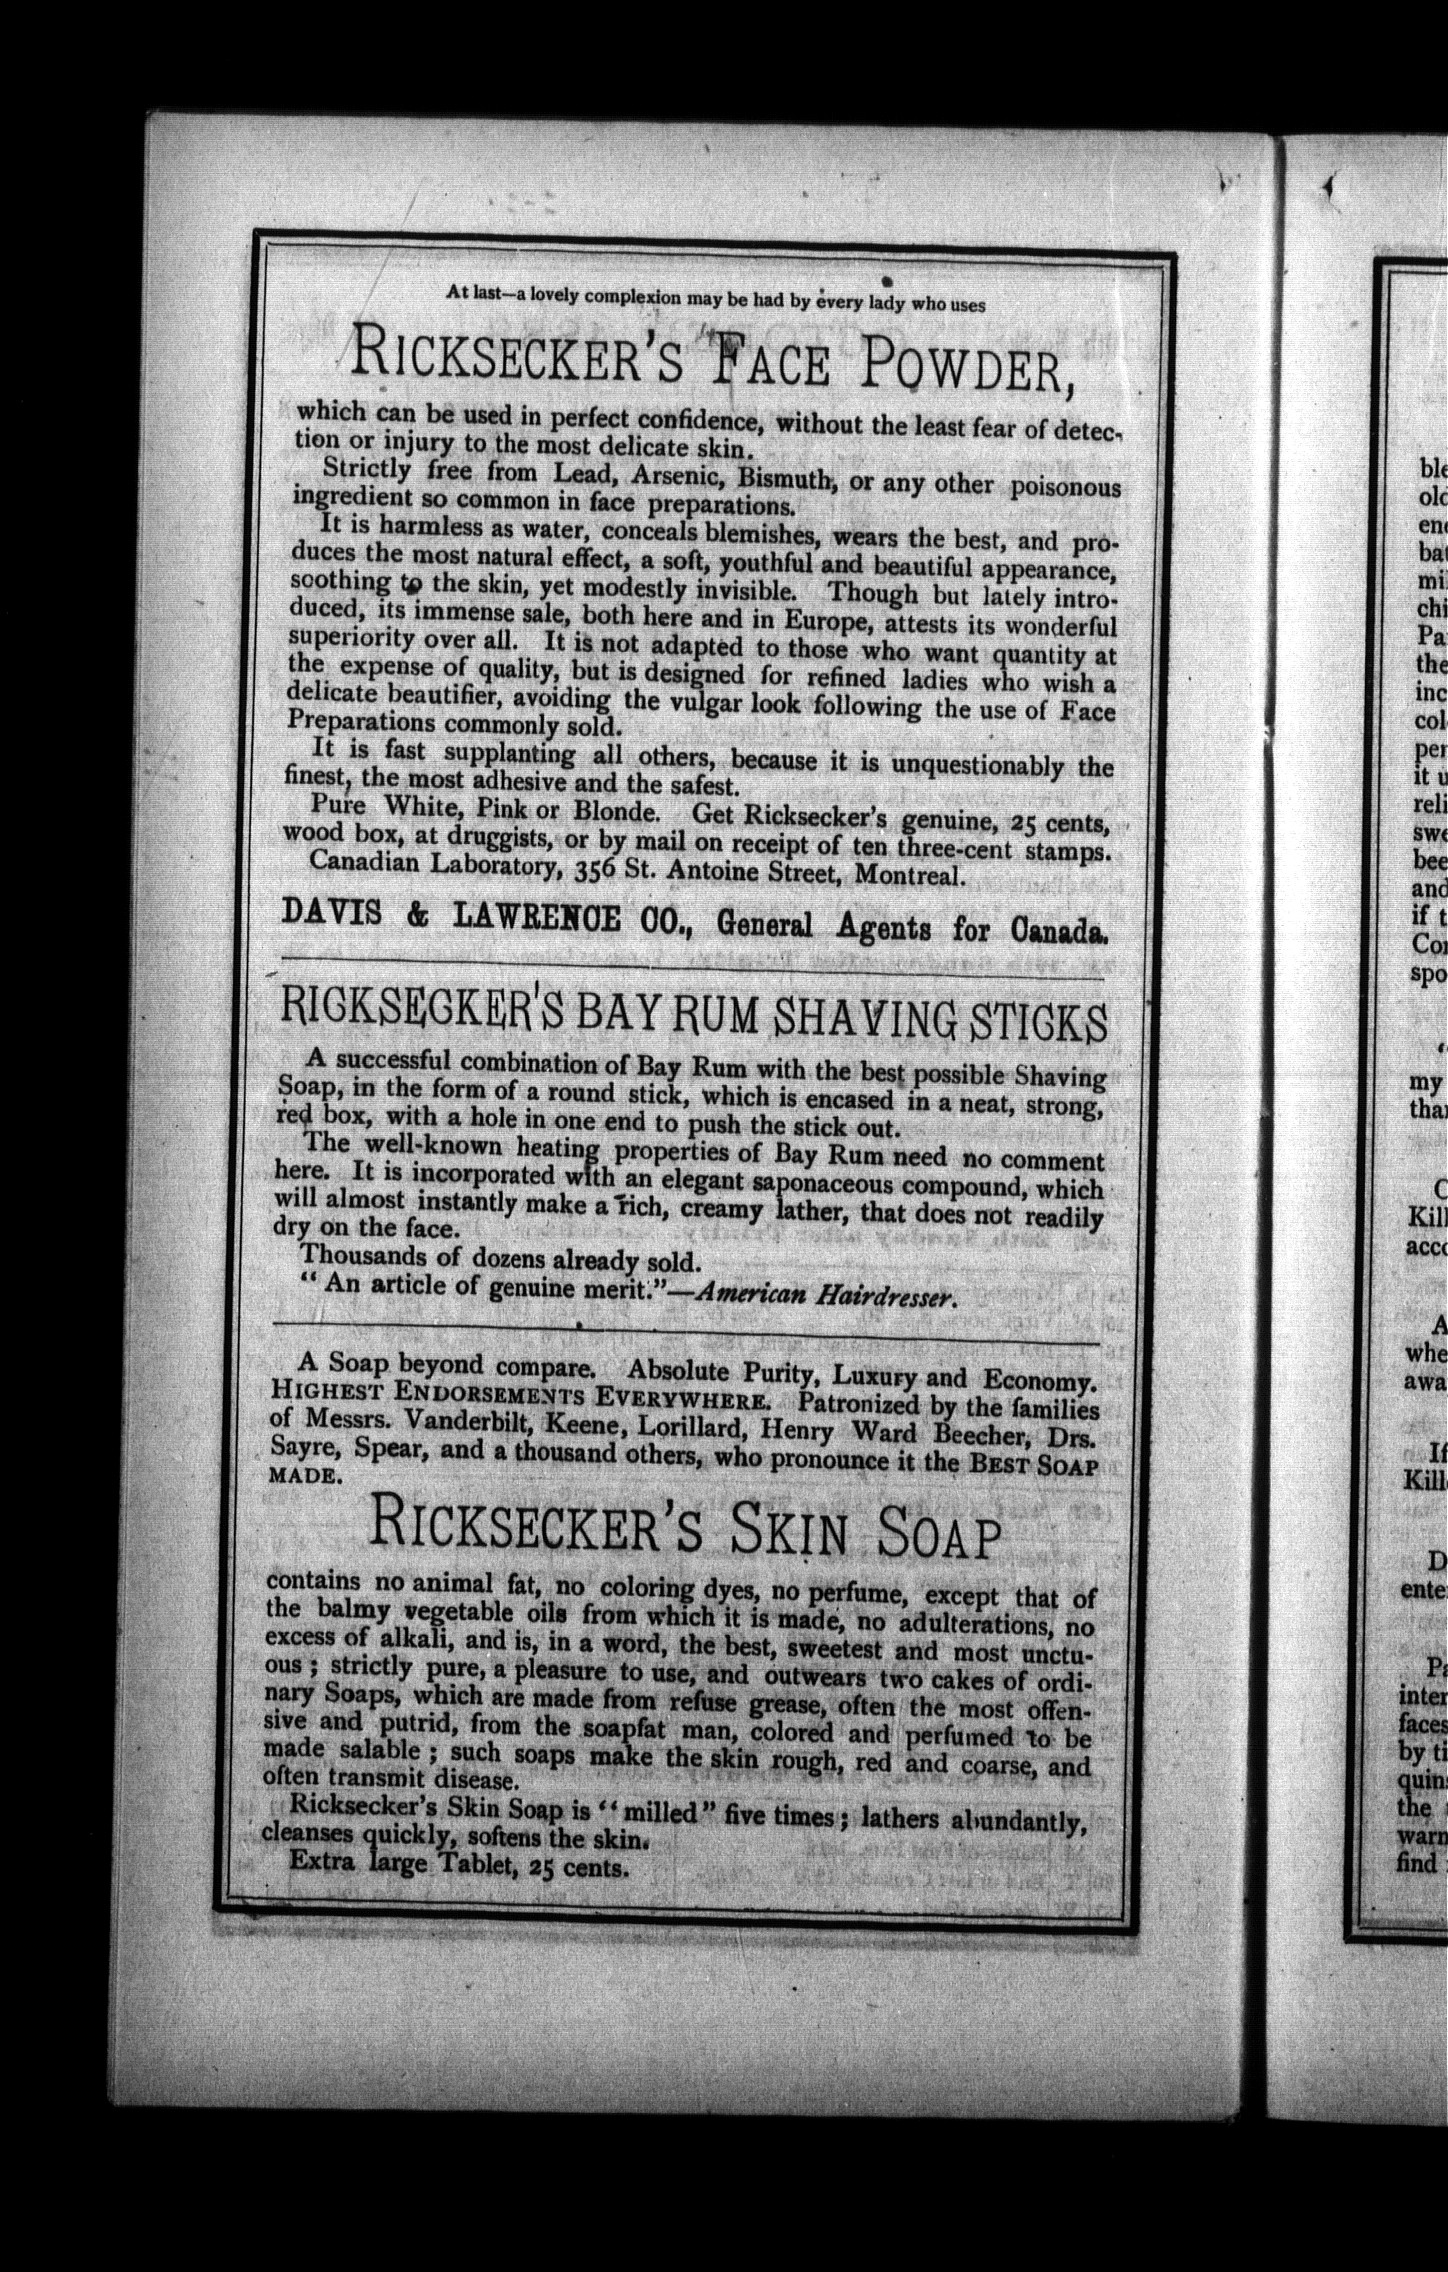 At last—a lovely complexion may be had by every lady who uses
RICKSECKER'S FACE POWDER,
which can be used in perfect confidence, without the least fear of detec-
tion or injury to the most delicate skin.
Strictly free from Lead, Arsenic, Bismuth, or any other poisonous
ingredient so common in face preparations.
It is harmless as water, conceals blemishes, wears the best, and pro-
duces the most natural effect, a soft, youthful and beautiful appearance,
soothing to the skin, yet modestly invisible. Though but lately intro-
duced, its immense sale, both here and in Europe, attests its wonderful
superiority over all. It is not adapted to those who want quantity at
the expense of quality, but is designed for refined ladies who wish a
delicate beautifier, avoiding the vulgar look following the use of Face
Preparations commonly sold.
It is fast supplanting all others, because it is unquestionably the
finest, the most adhesive and the safest.
Pure White, Pink or Blonde. Get Ricksecker's genuine, 25 cents,
wood box, at druggists, or by mail on receipt of ten three-cent stamps.
Canadian Laboratory, 356 St. Antoine Street, Montreal.
DAVIS & LAWRENCE CO., General Agents for Canada.
RICKSECKER'S BAY RUM SHAVING STICKS
A successful combination of Bay Rum with the best possible Shaving
Soap, in the form of a round stick, which is encased in a neat, strong,
red box, with a hole in one end to push the stick out.
The well-known heating properties of Bay Rum need no comment
here. It is incorporated with an elegant saponaceous compound, which
will almost instantly make a rich, creamy lather, that does not readily
dry on the face.
Thousands of dozens already sold.
"An article of genuine merit."—American Hairdresser.
A Soap beyond compare. Absolute Purity, Luxury and Economy.
HIGHEST ENDORSEMENTS EVERYWHERE. Patronized by the families
of Messrs. Vanderbilt, Keene, Lorillard, Henry Ward Beecher, Drs.
Sayre, Spear, and a thousand others, who pronounce it the BEST SOAP
MADE.
RICKSECKER'S SKIN SOAP
contains no animal fat, no coloring dyes, no perfume, except that of
the balmy vegetable oils from which it is made, no adulterations, no
excess of alkali, and is, in a word, the best, sweetest and most unctu-
ous ; strictly pure, a pleasure to use, and outwears two cakes of ordi-
nary Soaps, which are made from refuse grease, often the most offen-
sive and putrid, from the soapfat man, colored and perfumed to be
made salable ; such soaps make the skin rough, red and coarse, and
often transmit disease.
Ricksecker's Skin Soap is "milled" five times ; lathers abundantly,
cleanses quickly, softens the skin.
Extra large Tablet, 25 cents.